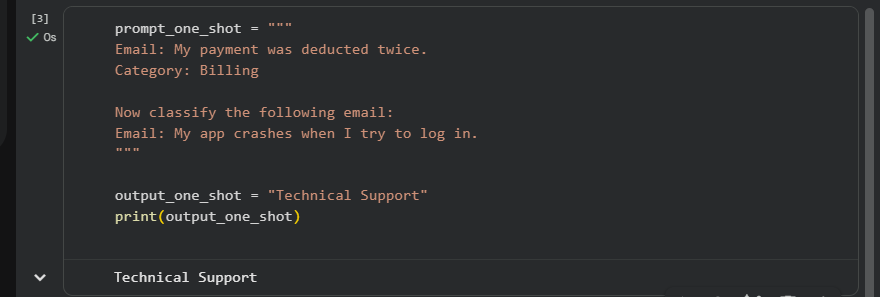 [3]
0s
prompt_one_shot = """
Email: My payment was deducted twice.
Category: Billing
Now classify the following email:
Email: My app crashes when I try to log in.
"""
output_one_shot = "Technical Support"
print(output_one_shot)
Technical Support